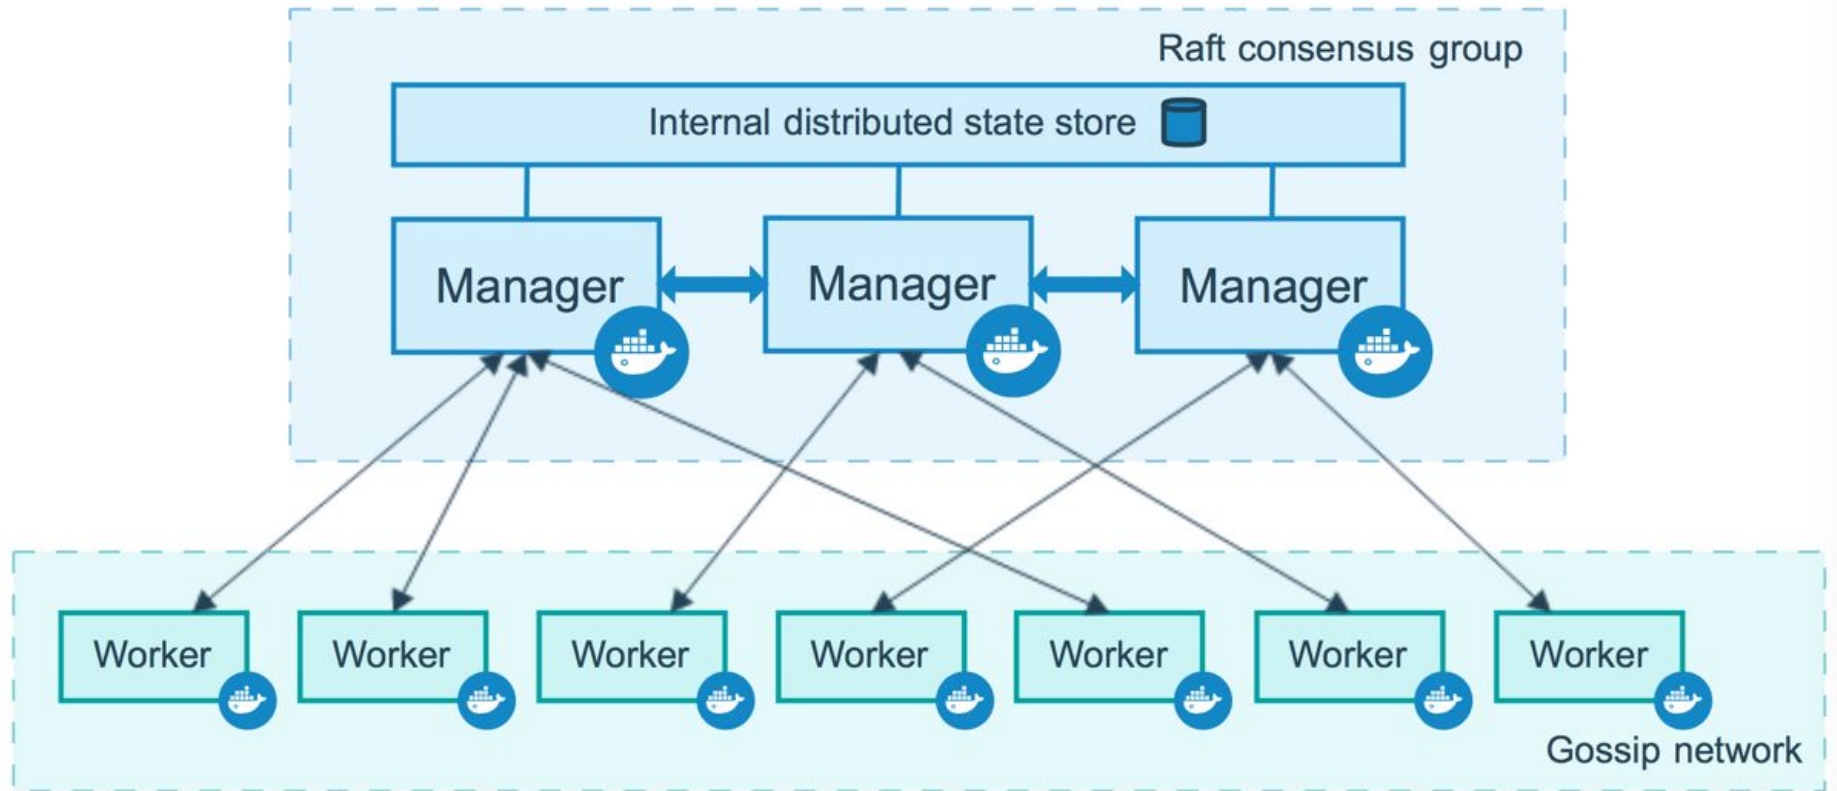 Raft consensus group
Internal distributed state store
Manager
Manager
Manager
Worker
Worker
Worker
Worker
Worker
Worker
Worker
Gossip network